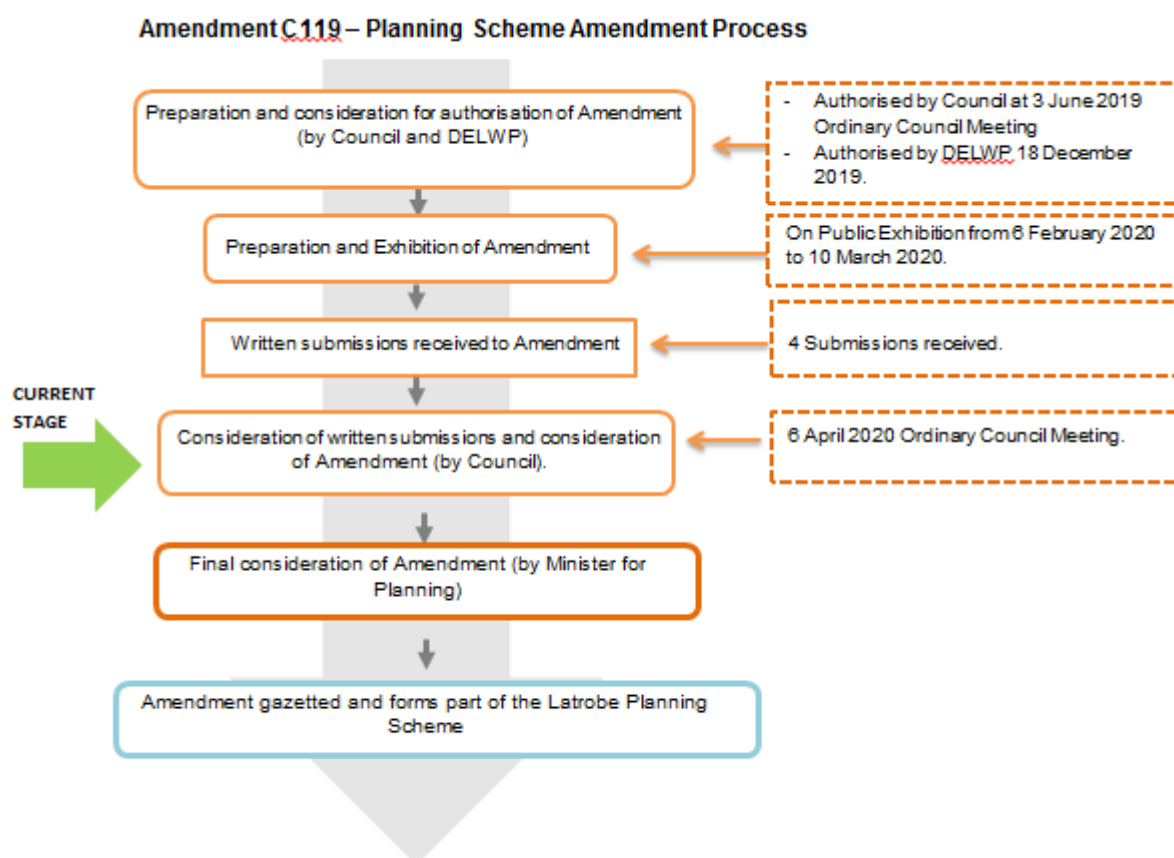 Amendment C119 – Planning Scheme Amendment Process
Preparation and consideration for authorisation of Amendment
(by Council and DELWP)
- Authorised by Council at 3 June 2019
Ordinary Council Meeting
- Authorised by DELWP 18 December
2019.
Preparation and Exhibition of Amendment
On Public Exhibition from 6 February 2020
to 10 March 2020.
Written submissions received to Amendment
4 Submissions received.
CURRENT
STAGE
Consideration of written submissions and consideration
of Amendment (by Council).
6 April 2020 Ordinary Council Meeting.
Final consideration of Amendment (by Minister for
Planning)
Amendment gazetted and forms part of the Latrobe Planning
Scheme